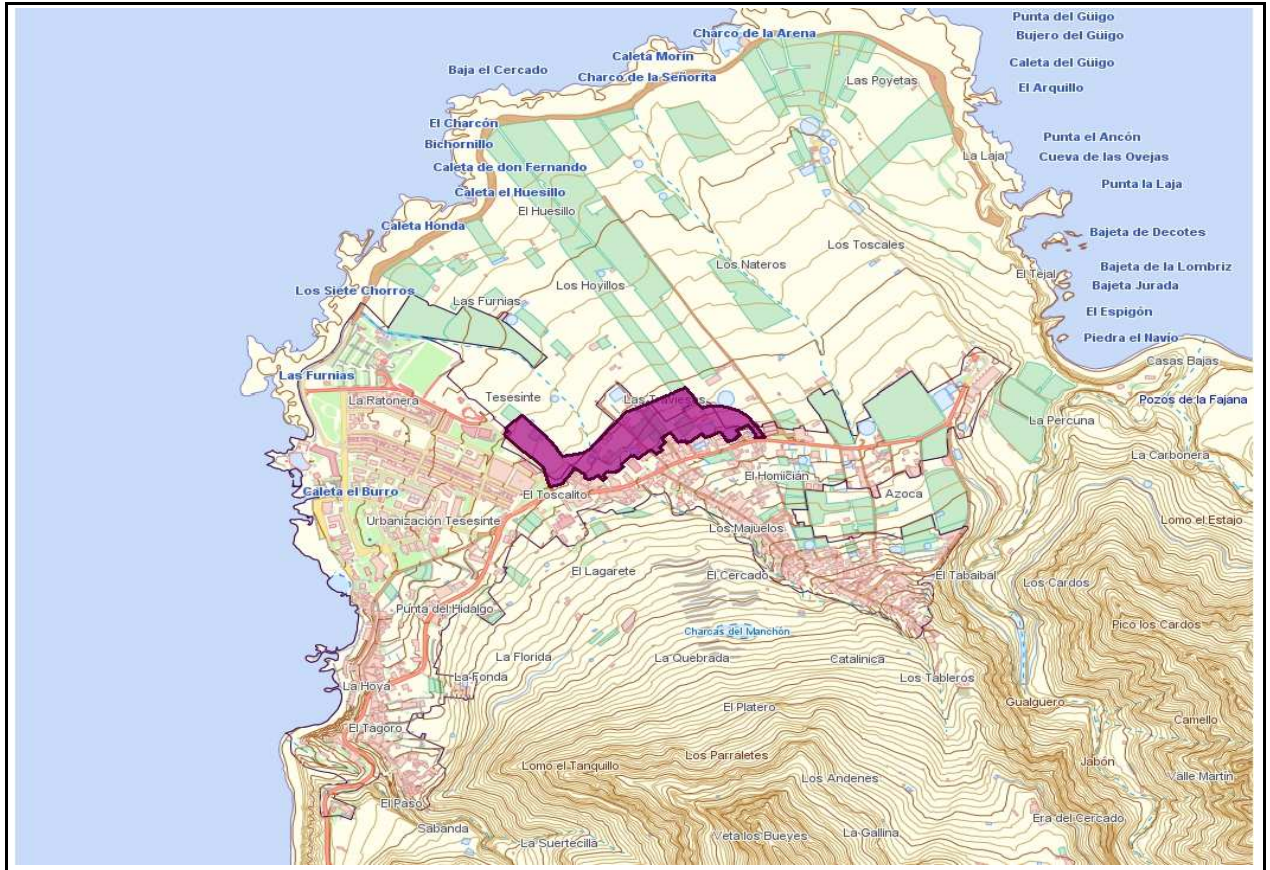 Punta del Güigo
Bujero del Güigo
Charco de la Arena
Caleta Morín
Caleta del Güigo
Baja el Cercado
Charco de la Señorita
Las Poyetas
El Arquillo
El Charcón
Punta el Ancón
Bichornillo
La Laja
Cueva de las Ovejas
Caleta de don Fernando
Punta la Laja
Caleta el Huesillo
El Huesillo
Caleta Honda
Bajeta de Decotes
Los Toscales
Los Nateros
Bajeta de la Lombriz
El Tejal
Los Hoyillos
Bajeta Jurada
Los Siete Chorros
Las Furnias
El Espigón
Piedra el Navío
Casas Bajas
Las Furnias
Tesesinte
Las Traviesas
La Ratonera
Pozos de la Fajana
La Percuna
La Carbonera
El Homicián
Caleta el Burro
El Toscalito
Azoca
Urbanización Tesesinte
Los Majuelos
Lomo el Estajo
El Lagarete
El Cercado
El Tabaibal
Los Cardos
Punta del Hidalgo
Pico los Cardos
Charcas del Manchón
La Florida
La Quebrada
Catalinica
La Fonda
Los Tableros
La Hoya
Gualguero
El Platero
Camello
El Tagoro
Los Parraletes
Lomo el Tanquillo
Jabón
Los Andenes
Valle Martín
El Paso
Era del Cercado
Sabanda
Veta los Bueyes
La Gallina
La Suertecilla